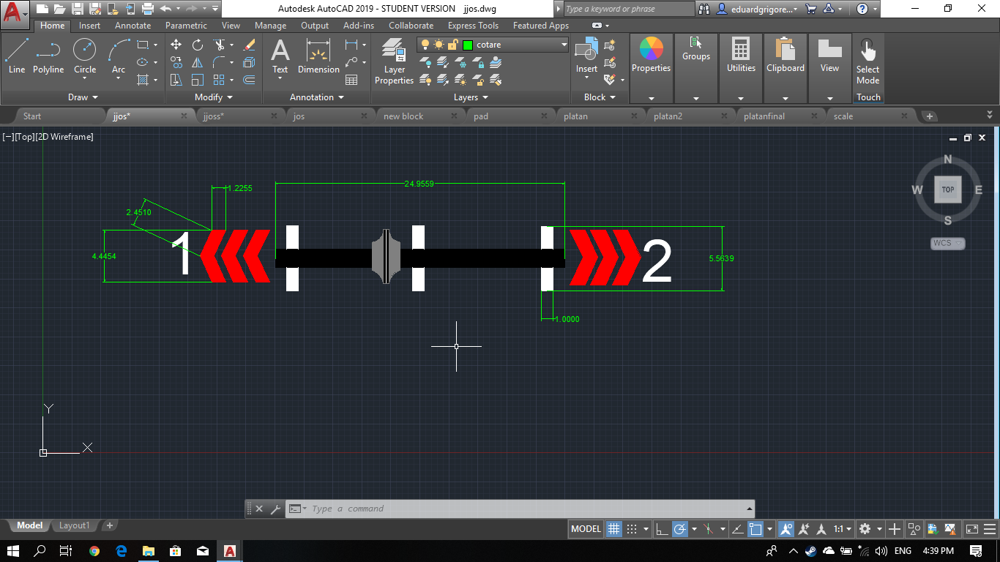 Autodesk AutoCAD 2019 - STUDENT VERSION jjos.dwg
Type a keyword or phrase
eduardgrigore...
Home Insert Annotate Parametric View Manage Output Add-ins Collaborate Express Tools Featured Apps
Line Polyline Circle Arc
Text Dimension
Layer Properties
cotare
Insert
Properties Groups Utilities Clipboard View
Select Mode
Draw Modify Annotation Layers Block Touch
Start jjos* jjoss* jos new block pad platan platan2 platanfinal scale
[−][Top][2D Wireframe]
N
W TOP E
S
WCS
24.9559
1.2255
2.4510
4.4454
1
2
5.5639
1.0000
Y
X
Type a command
Model Layout1
MODEL
1:1
ENG 4:39 PM